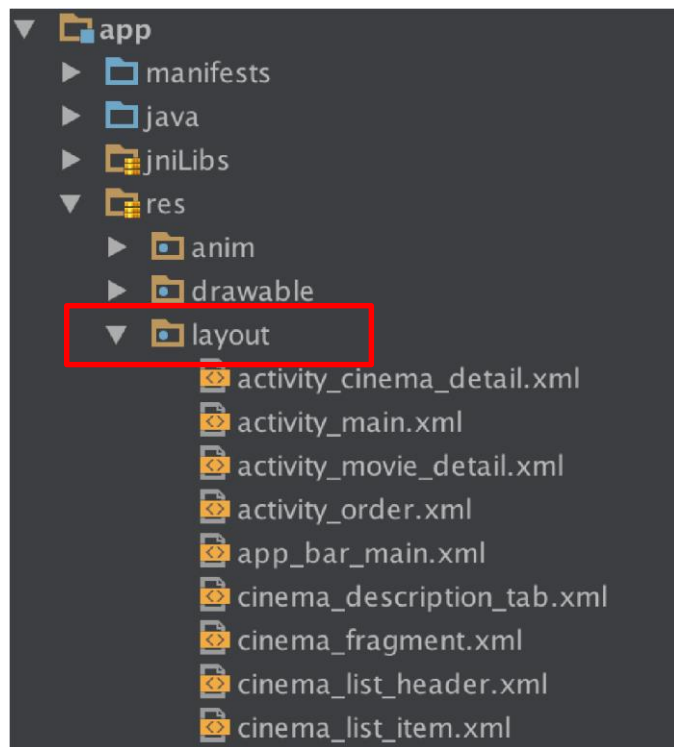 app
manifests
java
jniLibs
res
anim
drawable
layout
activity_cinema_detail.xml
activity_main.xml
activity_movie_detail.xml
activity_order.xml
app_bar_main.xml
cinema_description_tab.xml
cinema_fragment.xml
cinema_list_header.xml
cinema_list_item.xml